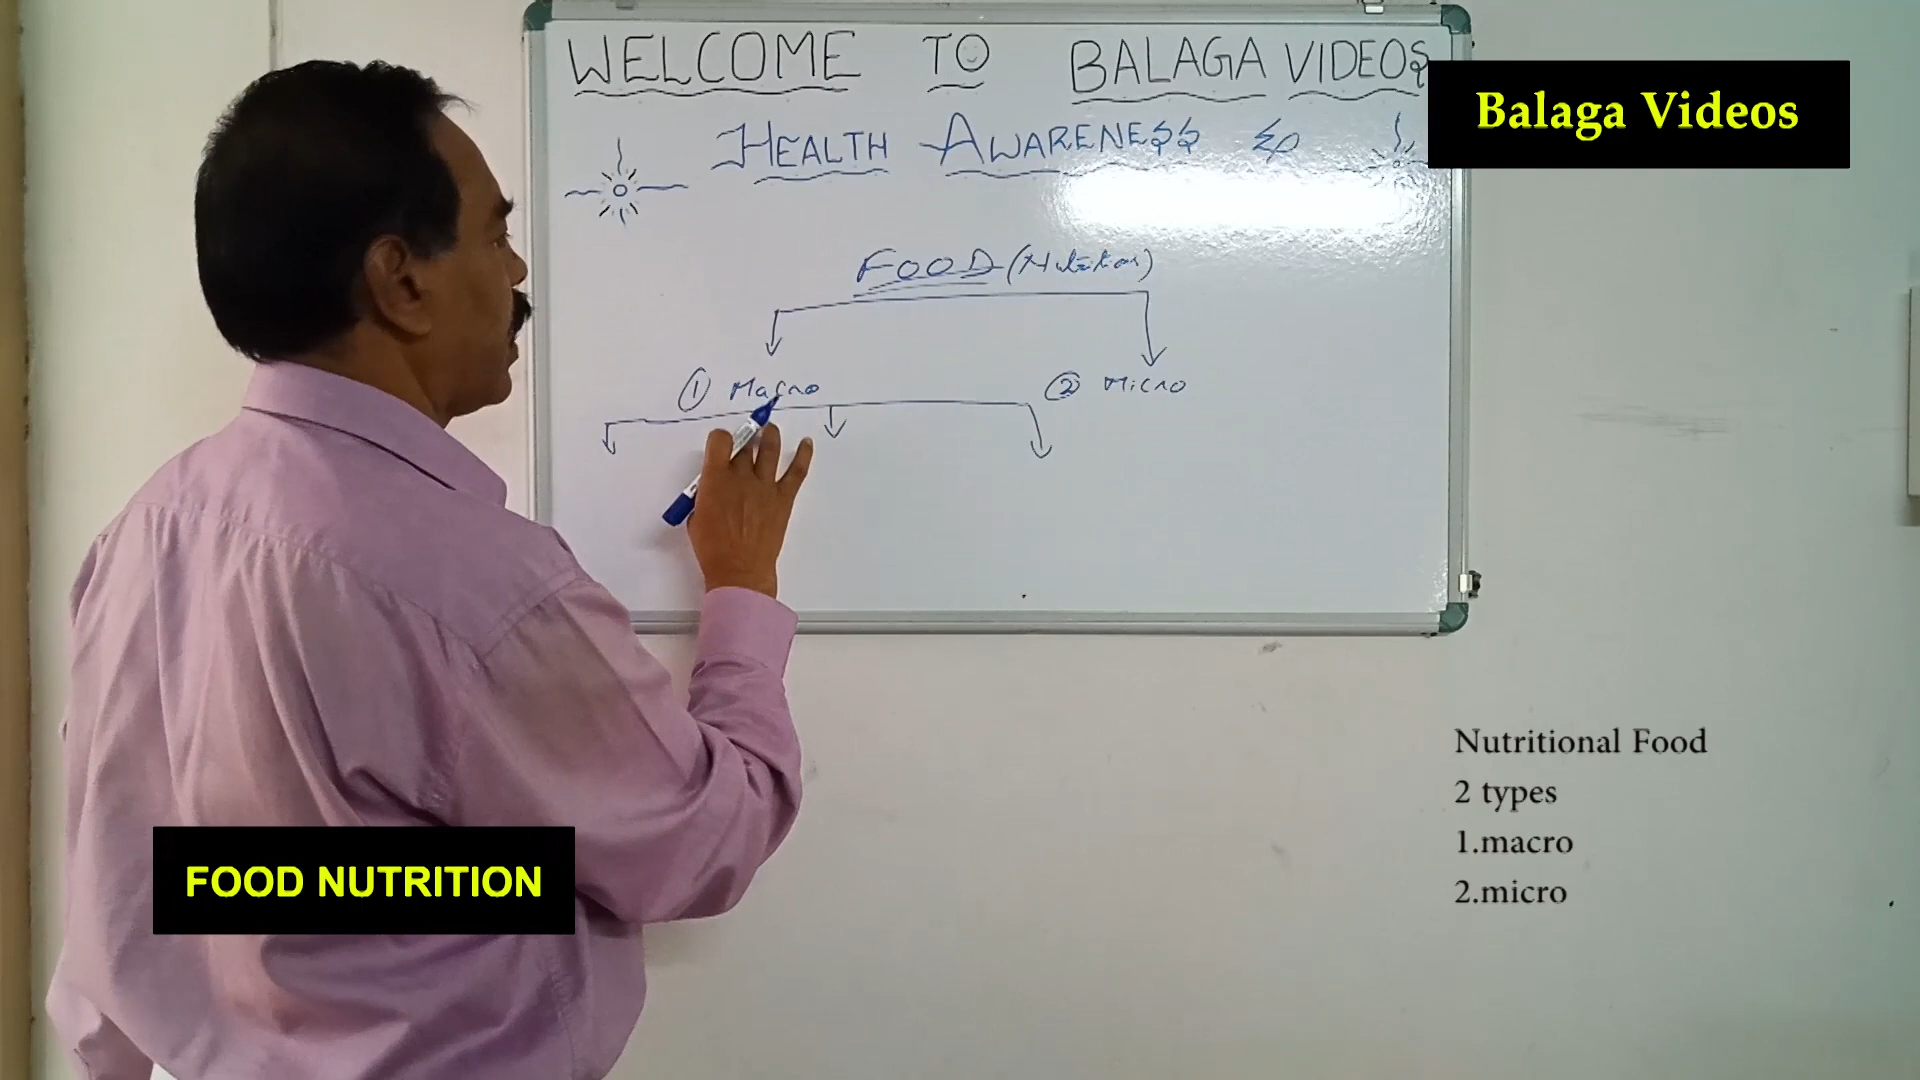 WELCOME TO BALAGA VIDEOS
Balaga Videos
HEALTH AWARENESS
FOOD (Nutrition)
① Macro ② Micro
Nutritional Food
2 types
1.macro
2.micro
FOOD NUTRITION